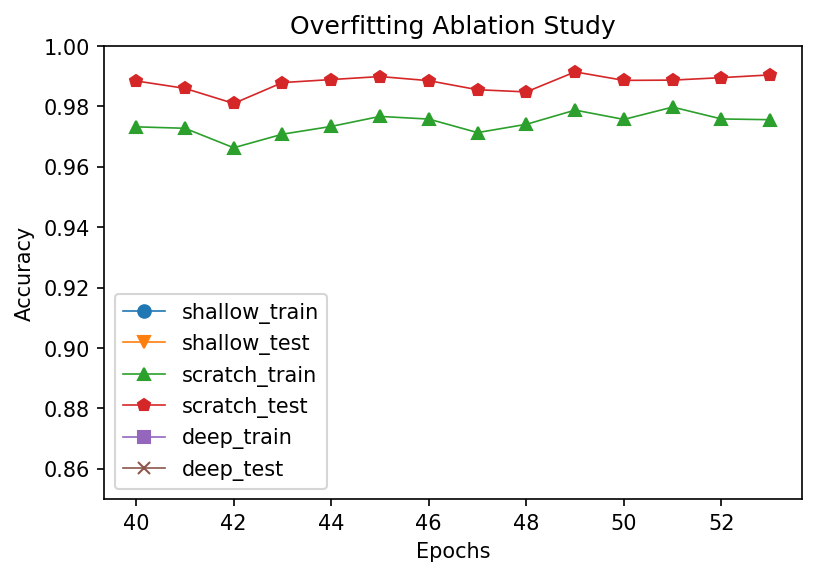 Overfitting Ablation Study
1.00
0.98
0.96
0.94
0.92
0.90
0.88
0.86
Accuracy
shallow_train
shallow_test
scratch_train
scratch_test
deep_train
deep_test
40 42 44 46 48 50 52
Epochs